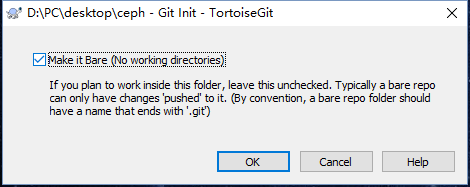 D:\PC\desktop\ceph - Git Init - TortoiseGit
Make it Bare (No working directories)
If you plan to work inside this folder, leave this unchecked. Typically a bare repo
can only have changes 'pushed' to it. (By convention, a bare repo folder should
have a name that ends with '.git')
OK Cancel Help